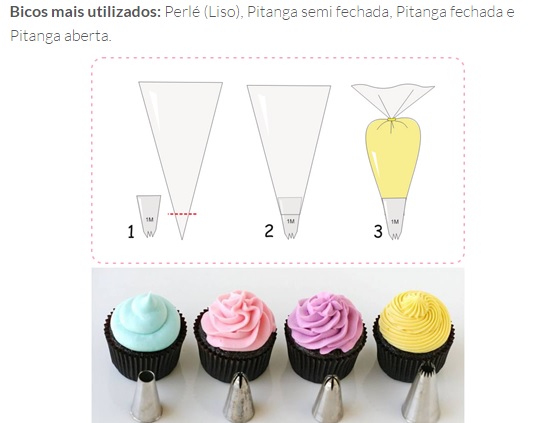 Bicos mais utilizados: Perlé (Liso), Pitanga semi fechada, Pitanga fechada e
Pitanga aberta.
1M
1M
1M
1
2
3